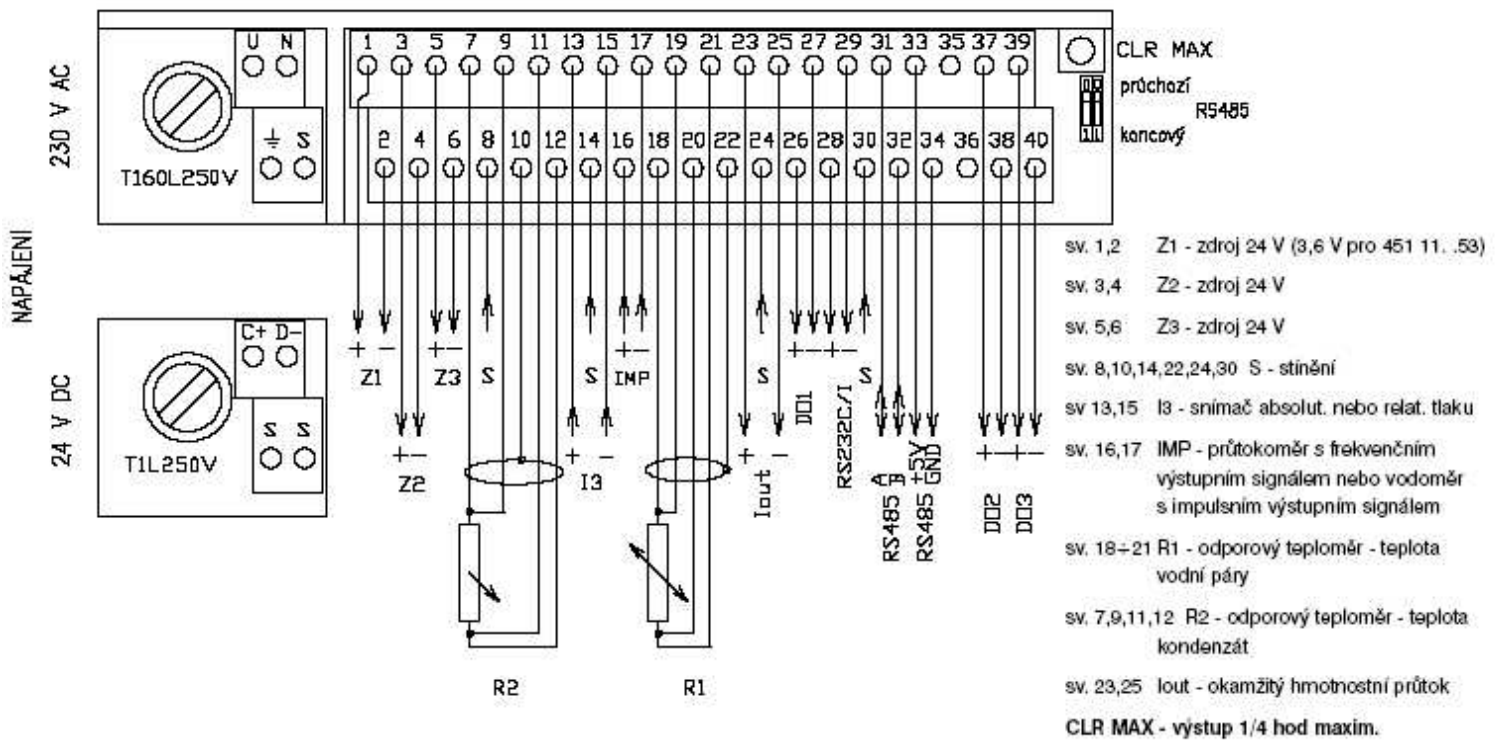 NAPÁJENI
230 V AC
U N
⏚ S
T160L250V
24 V DC
C+ D-
S S
T1L250V
1 3 5 7 9 11 13 15 17 19 21 23 25 27 29 31 33 35 37 39
2 4 6 8 10 12 14 16 18 20 22 24 26 28 30 32 34 36 38 40
CLR MAX
průchozí
RS485
koncový
+ -
Z1
+-
Z2
+-
Z3
S
R2
S
+ -
I3
+-
IMP
R1
S
+ -
Iout
+-
DO1
+-
RS232C/I
S
RS485 A
B
RS485 +5V
GND
+-
DO2
+-
DO3
sv. 1,2 Z1 - zdroj 24 V (3,6 V pro 451 11. .53)
sv. 3,4 Z2 - zdroj 24 V
sv. 5,6 Z3 - zdroj 24 V
sv. 8,10,14,22,24,30 S - stínění
sv 13,15 I3 - snímač absolut. nebo relat. tlaku
sv. 16,17 IMP - průtokoměr s frekvenčním
výstupním signálem nebo vodoměr
s impulsním výstupním signálem
sv. 18÷21 R1 - odporový teploměr - teplota
vodní páry
sv. 7,9,11,12 R2 - odporový teploměr - teplota
kondenzát
sv. 23,25 Iout - okamžitý hmotnostní průtok
CLR MAX - výstup 1/4 hod maxim.